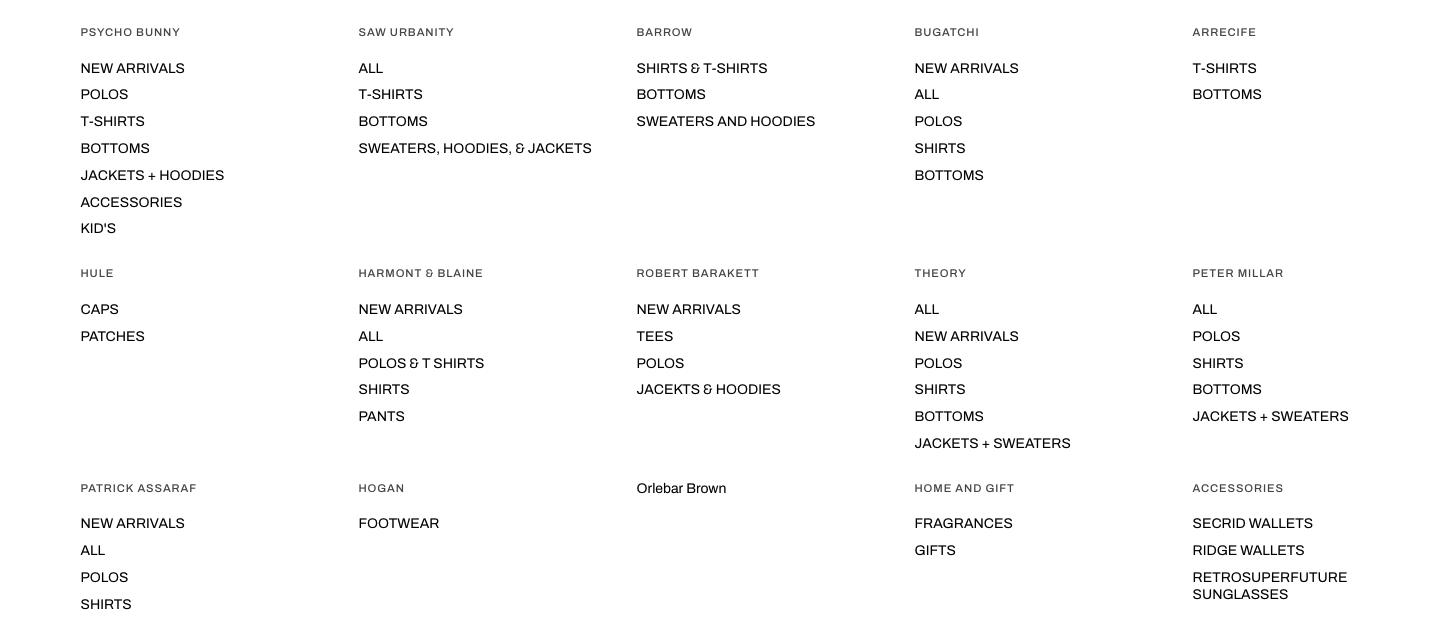 PSYCHO BUNNY
NEW ARRIVALS
POLOS
T-SHIRTS
BOTTOMS
JACKETS + HOODIES
ACCESSORIES
KID'S
SAW URBANITY
ALL
T-SHIRTS
BOTTOMS
SWEATERS, HOODIES, & JACKETS
BARROW
SHIRTS & T-SHIRTS
BOTTOMS
SWEATERS AND HOODIES
BUGATCHI
NEW ARRIVALS
ALL
POLOS
SHIRTS
BOTTOMS
ARRECIFE
T-SHIRTS
BOTTOMS
HULE
CAPS
PATCHES
HARMONT & BLAINE
NEW ARRIVALS
ALL
POLOS & T SHIRTS
SHIRTS
PANTS
ROBERT BARAKETT
NEW ARRIVALS
TEES
POLOS
JACEKTS & HOODIES
THEORY
ALL
NEW ARRIVALS
POLOS
SHIRTS
BOTTOMS
JACKETS + SWEATERS
PETER MILLAR
ALL
POLOS
SHIRTS
BOTTOMS
JACKETS + SWEATERS
PATRICK ASSARAF
NEW ARRIVALS
ALL
POLOS
SHIRTS
HOGAN
FOOTWEAR
Orlebar Brown
HOME AND GIFT
FRAGRANCES
GIFTS
ACCESSORIES
SECRID WALLETS
RIDGE WALLETS
RETROSUPERFUTURE
SUNGLASSES